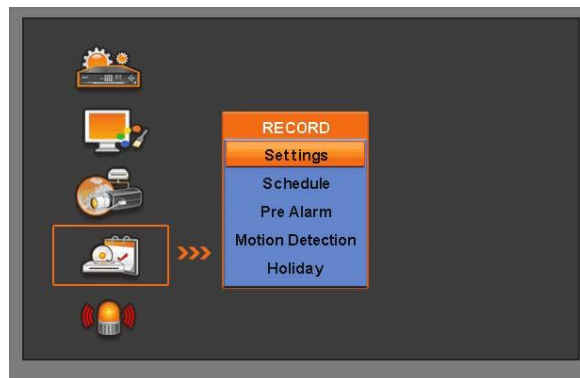 RECORD
Settings
Schedule
Pre Alarm
Motion Detection
Holiday